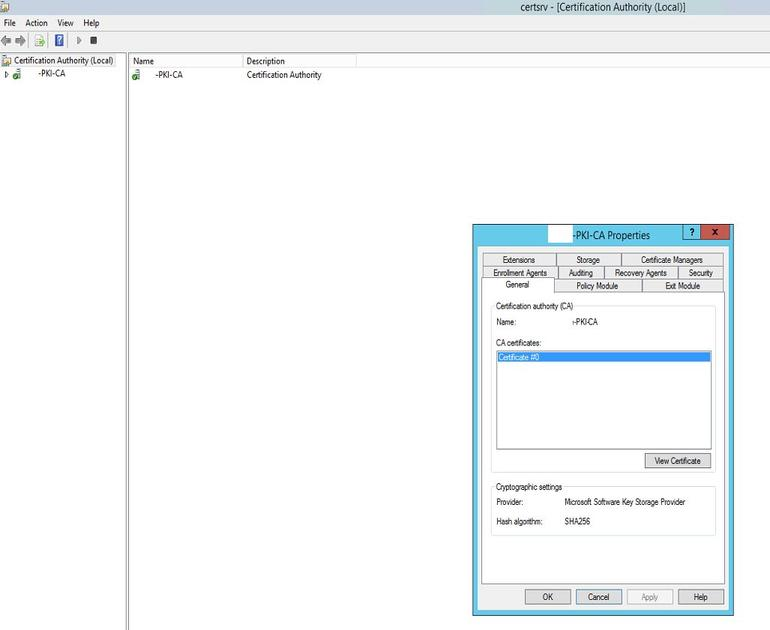 certsrv - [Certification Authority (Local)]
File Action View Help
Certification Authority (Local)
-PKI-CA
Name Description
-PKI-CA Certification Authority
-PKI-CA Properties
? X
Extensions Storage Certificate Managers
Enrollment Agents Auditing Recovery Agents Security
General Policy Module Exit Module
Certification authority (CA)
Name: -PKI-CA
CA certificates:
Certificate #0
View Certificate
Cryptographic settings
Provider: Microsoft Software Key Storage Provider
Hash algorithm: SHA256
OK Cancel Apply Help